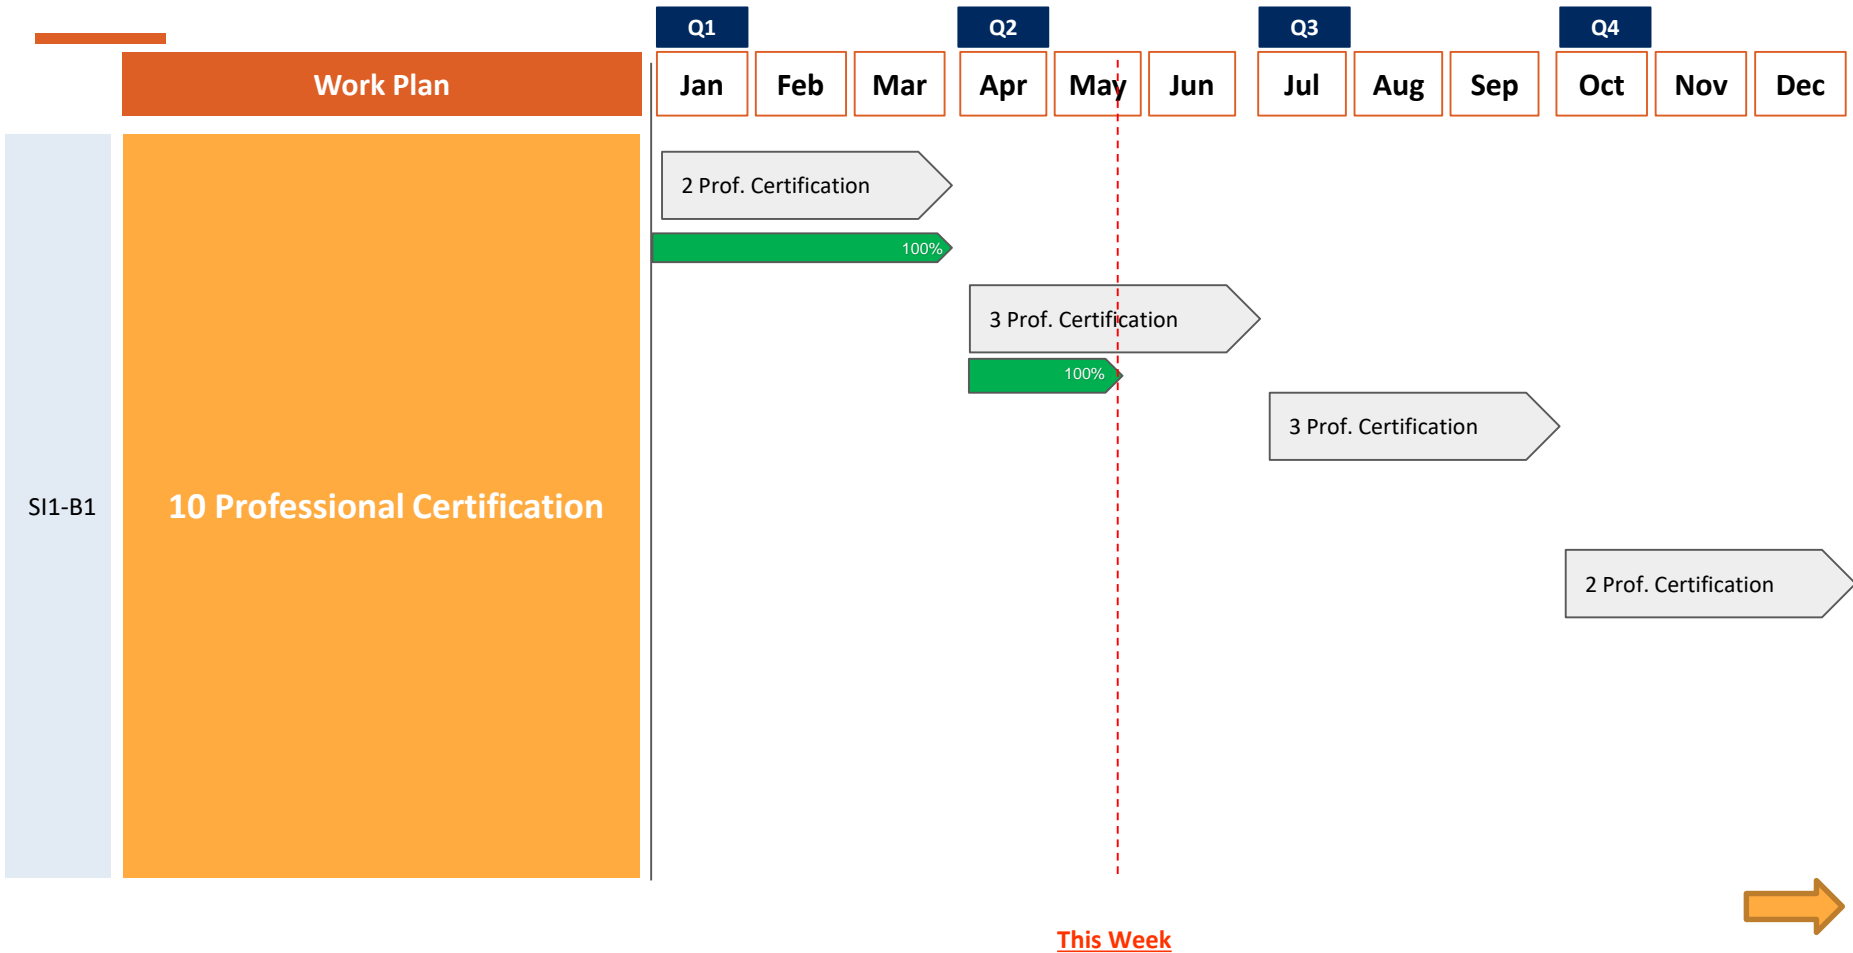 Q1
Q2
Q3
Q4
Work Plan
Jan
Feb
Mar
Apr
May
Jun
Jul
Aug
Sep
Oct
Nov
Dec
2 Prof. Certification
100%
3 Prof. Certification
100%
3 Prof. Certification
SI1-B1
10 Professional Certification
2 Prof. Certification
This Week